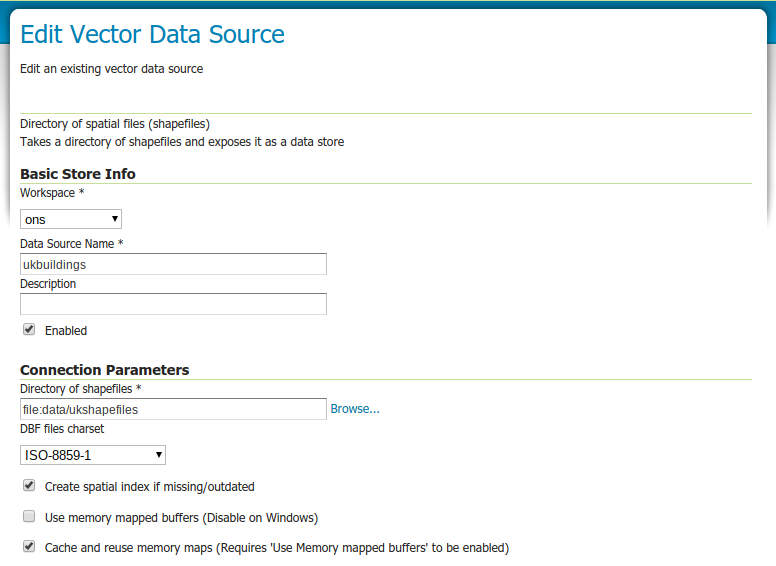 Edit Vector Data Source
Edit an existing vector data source
Directory of spatial files (shapefiles)
Takes a directory of shapefiles and exposes it as a data store
Basic Store Info
Workspace *
ons
Data Source Name *
ukbuildings
Description
Enabled
Connection Parameters
Directory of shapefiles *
file:data/ukshapefiles Browse...
DBF files charset
ISO-8859-1
Create spatial index if missing/outdated
Use memory mapped buffers (Disable on Windows)
Cache and reuse memory maps (Requires 'Use Memory mapped buffers' to be enabled)